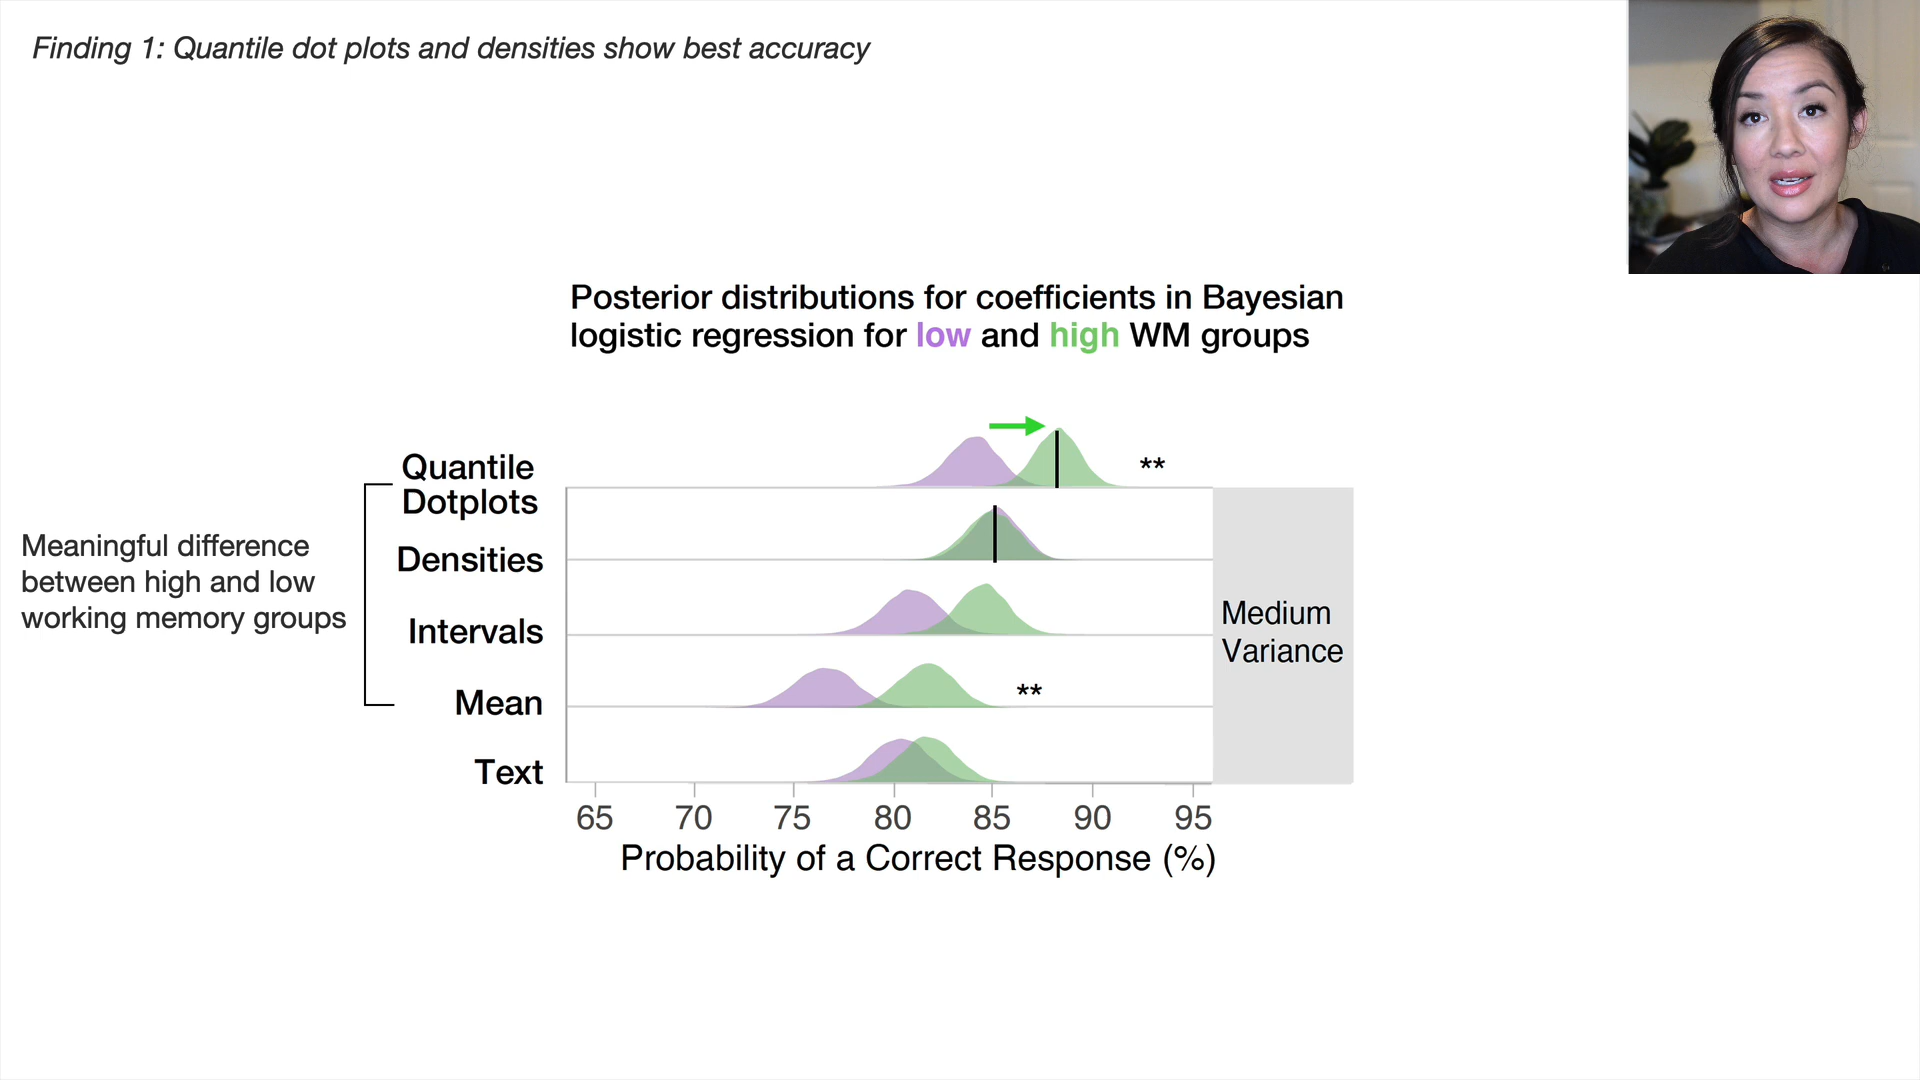 Finding 1: Quantile dot plots and densities show best accuracy
Posterior distributions for coefficients in Bayesian
logistic regression for low and high WM groups
Quantile
Dotplots
**
Densities
Intervals
Mean
**
Text
Meaningful difference
between high and low
working memory groups
Medium
Variance
65 70 75 80 85 90 95
Probability of a Correct Response (%)